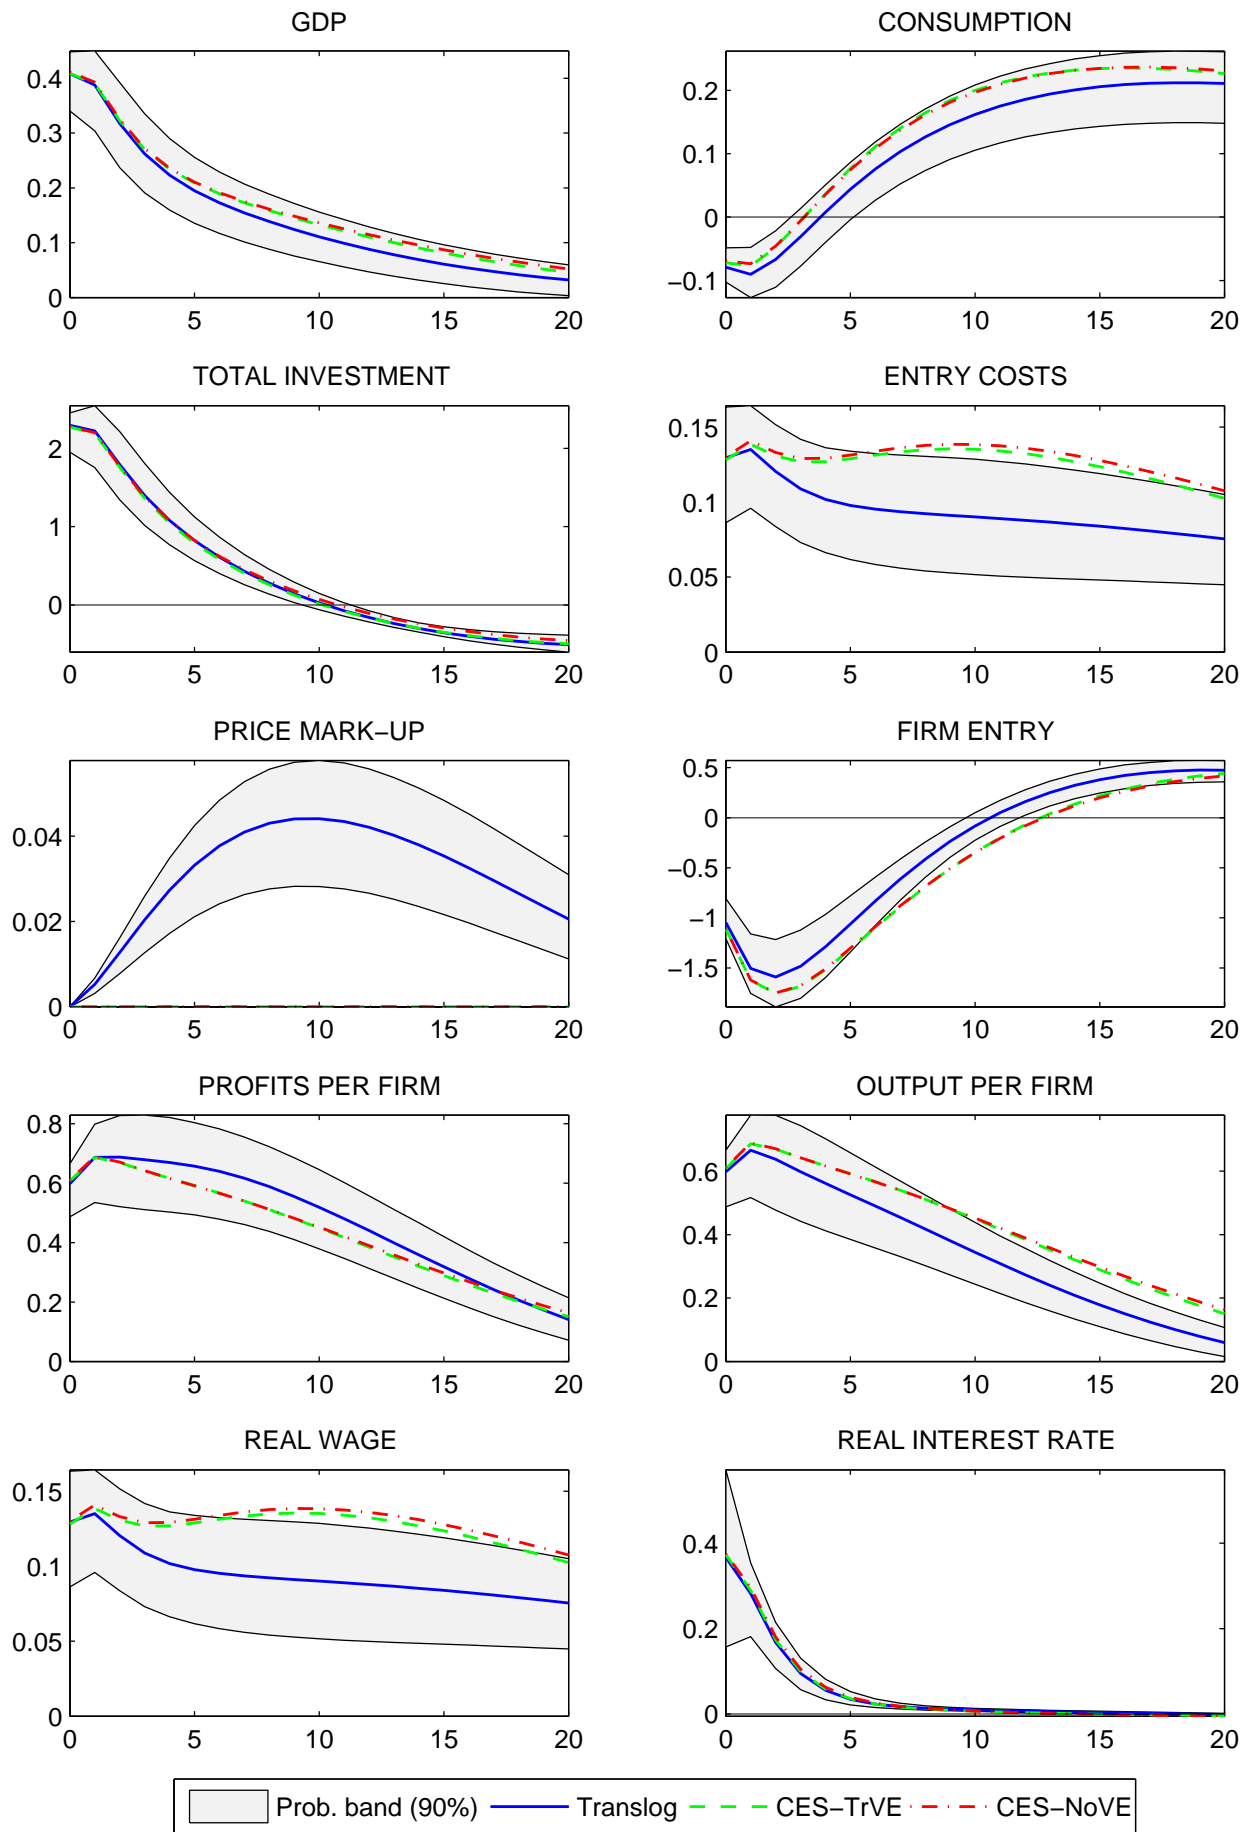 GDP
0.4
0.3
0.2
0.1
0
0 5 10 15 20
CONSUMPTION
0.2
0.1
0
−0.1
0 5 10 15 20
TOTAL INVESTMENT
2
1
0
0 5 10 15 20
ENTRY COSTS
0.15
0.1
0.05
0
0 5 10 15 20
PRICE MARK−UP
0.04
0.02
0
0 5 10 15 20
FIRM ENTRY
0.5
0
−0.5
−1
−1.5
0 5 10 15 20
PROFITS PER FIRM
0.8
0.6
0.4
0.2
0
0 5 10 15 20
OUTPUT PER FIRM
0.6
0.4
0.2
0
0 5 10 15 20
REAL WAGE
0.15
0.1
0.05
0
0 5 10 15 20
REAL INTEREST RATE
0.4
0.2
0
0 5 10 15 20
Prob. band (90%) Translog CES−TrVE CES−NoVE